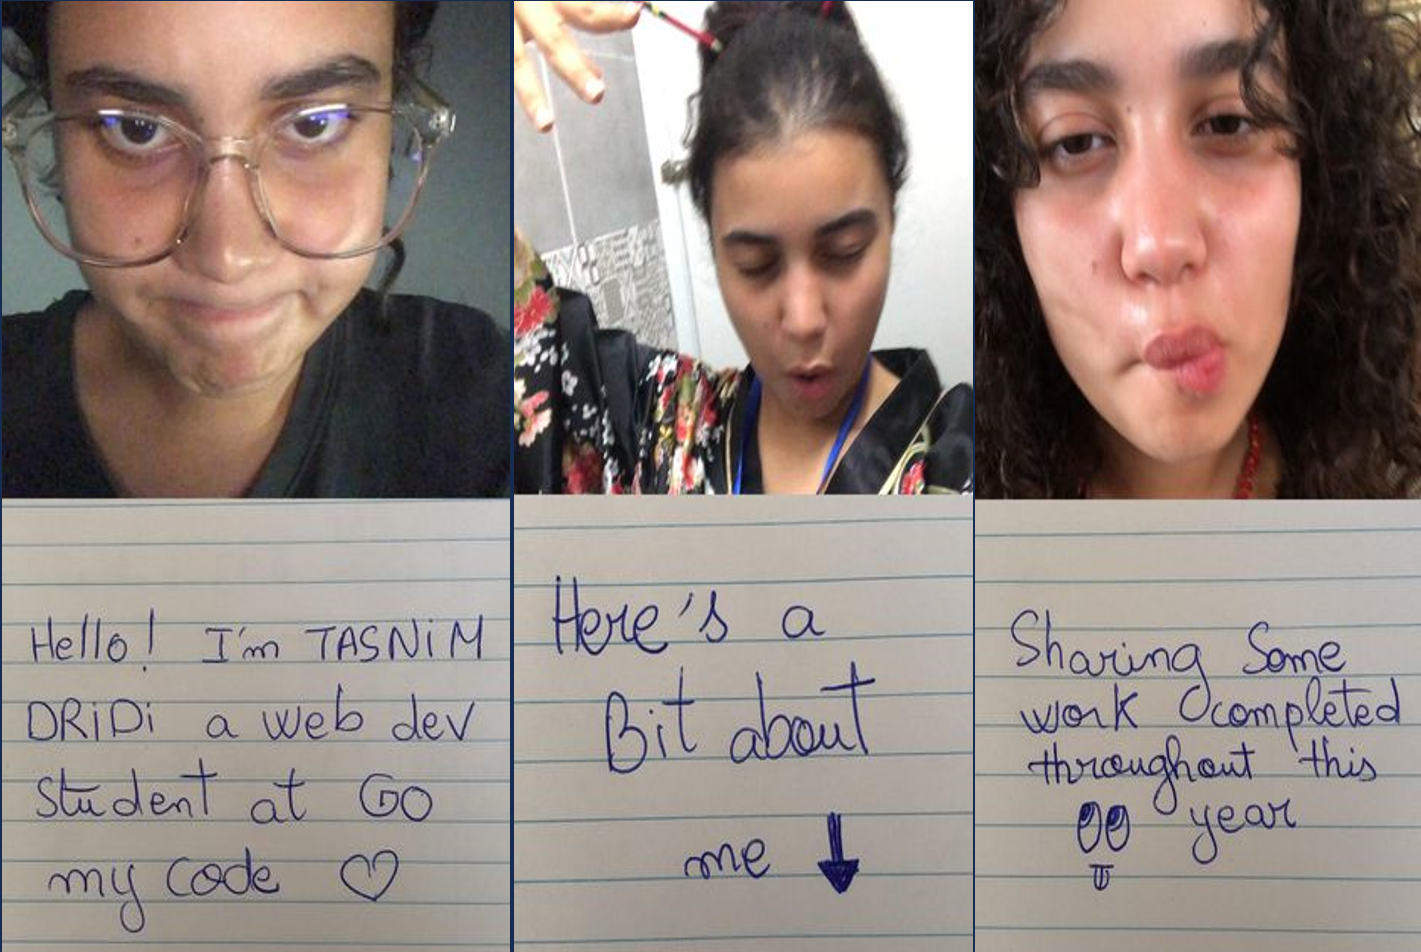 Hello! I'm TASNiM
DRiDi a web dev
student at GO
my code
Here's a
Bit about
me
Sharing Some
work completed
throughout this
year